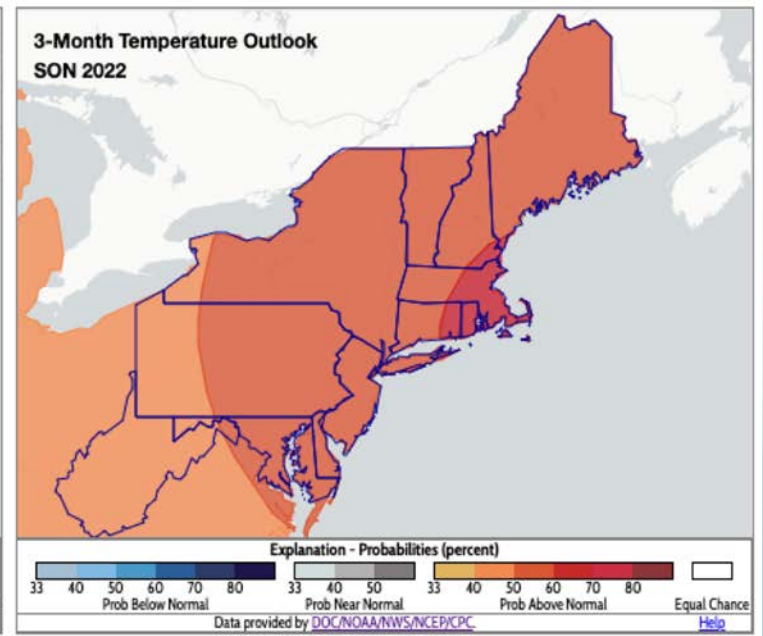 3-Month Temperature Outlook
SON 2022
Explanation - Probabilities (percent)
33 40 50 60 70 80 33 40 50 33 40 50 60 70 80
Prob Below Normal Prob Near Normal Prob Above Normal Equal Chance
Data provided by DOC/NOAA/NWS/NCEP/CPC. Help